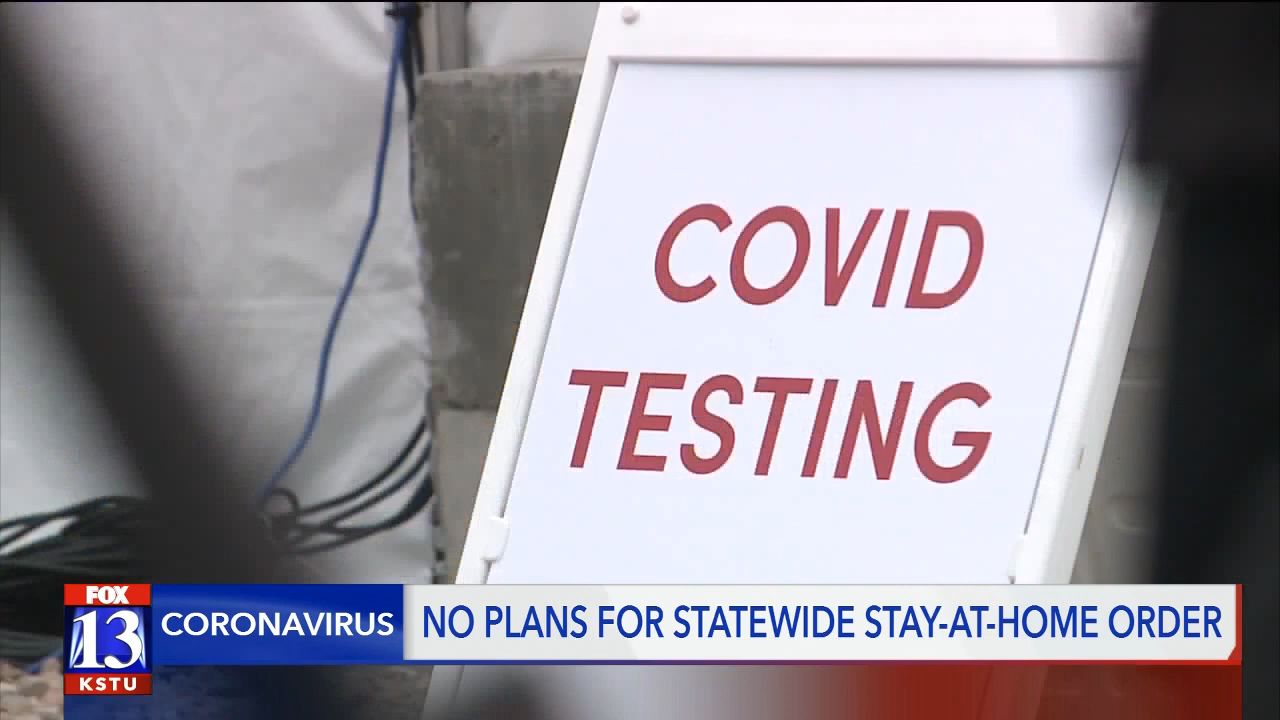 COVID
TESTING
FOX
13
KSTU
CORONAVIRUS
NO PLANS FOR STATEWIDE STAY-AT-HOME ORDER